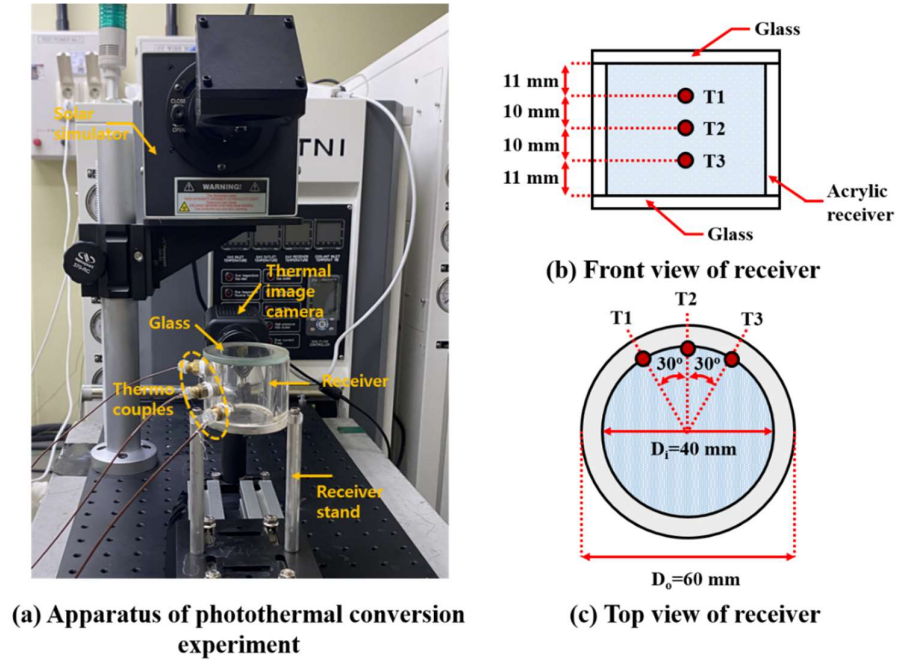 Solar
simulator
CLOSE
OPEN
TNI
WARNING!
Thermal
image
camera
Glass
Receiver
Thermo
couples
Receiver
stand
(a) Apparatus of photothermal conversion
experiment
Glass
11 mm
10 mm
10 mm
11 mm
T1
T2
T3
Acrylic
receiver
Glass
(b) Front view of receiver
T2
T1
T3
30° 30°
Di=40 mm
Do=60 mm
(c) Top view of receiver